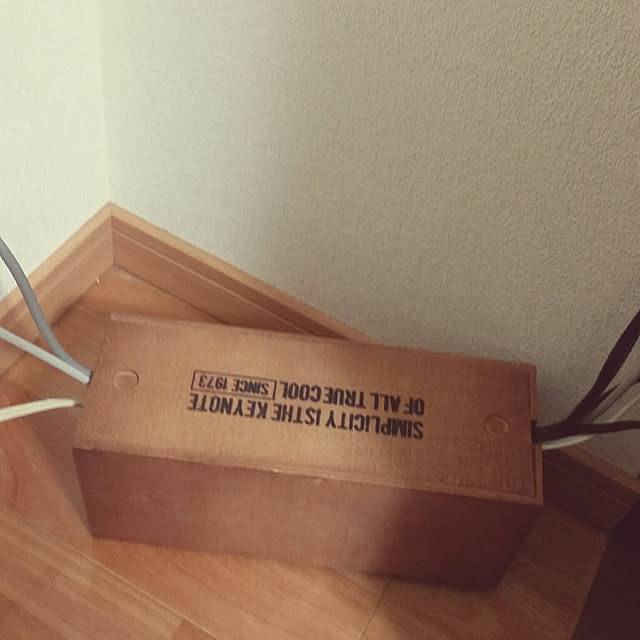 SIMPLICITY IS THE KEYNOTE
OF ALL TRUE COOL SINCE 1973